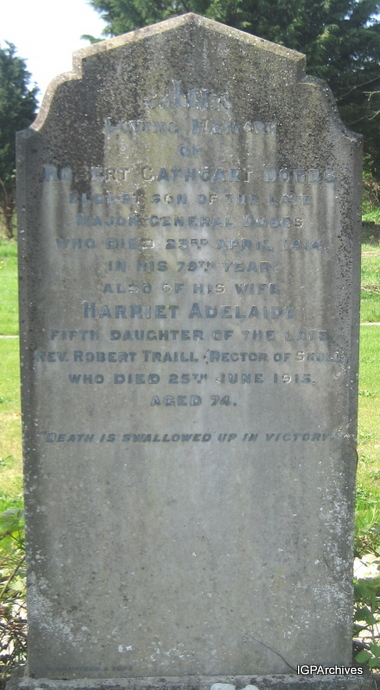 IN
LOVING MEMORY
OF
ROBERT CATHCART DOBBS
ELDEST SON OF THE LATE
MAJOR-GENERAL DOBBS
WHO DIED 23RD APRIL 1914
IN HIS 79TH YEAR
ALSO OF HIS WIFE
HARRIET ADELAIDE
FIFTH DAUGHTER OF THE LATE
REV. ROBERT TRAILL (RECTOR OF SKULL)
WHO DIED 25TH JUNE 1915.
AGED 74.
"DEATH IS SWALLOWED UP IN VICTORY"
IGPArchives